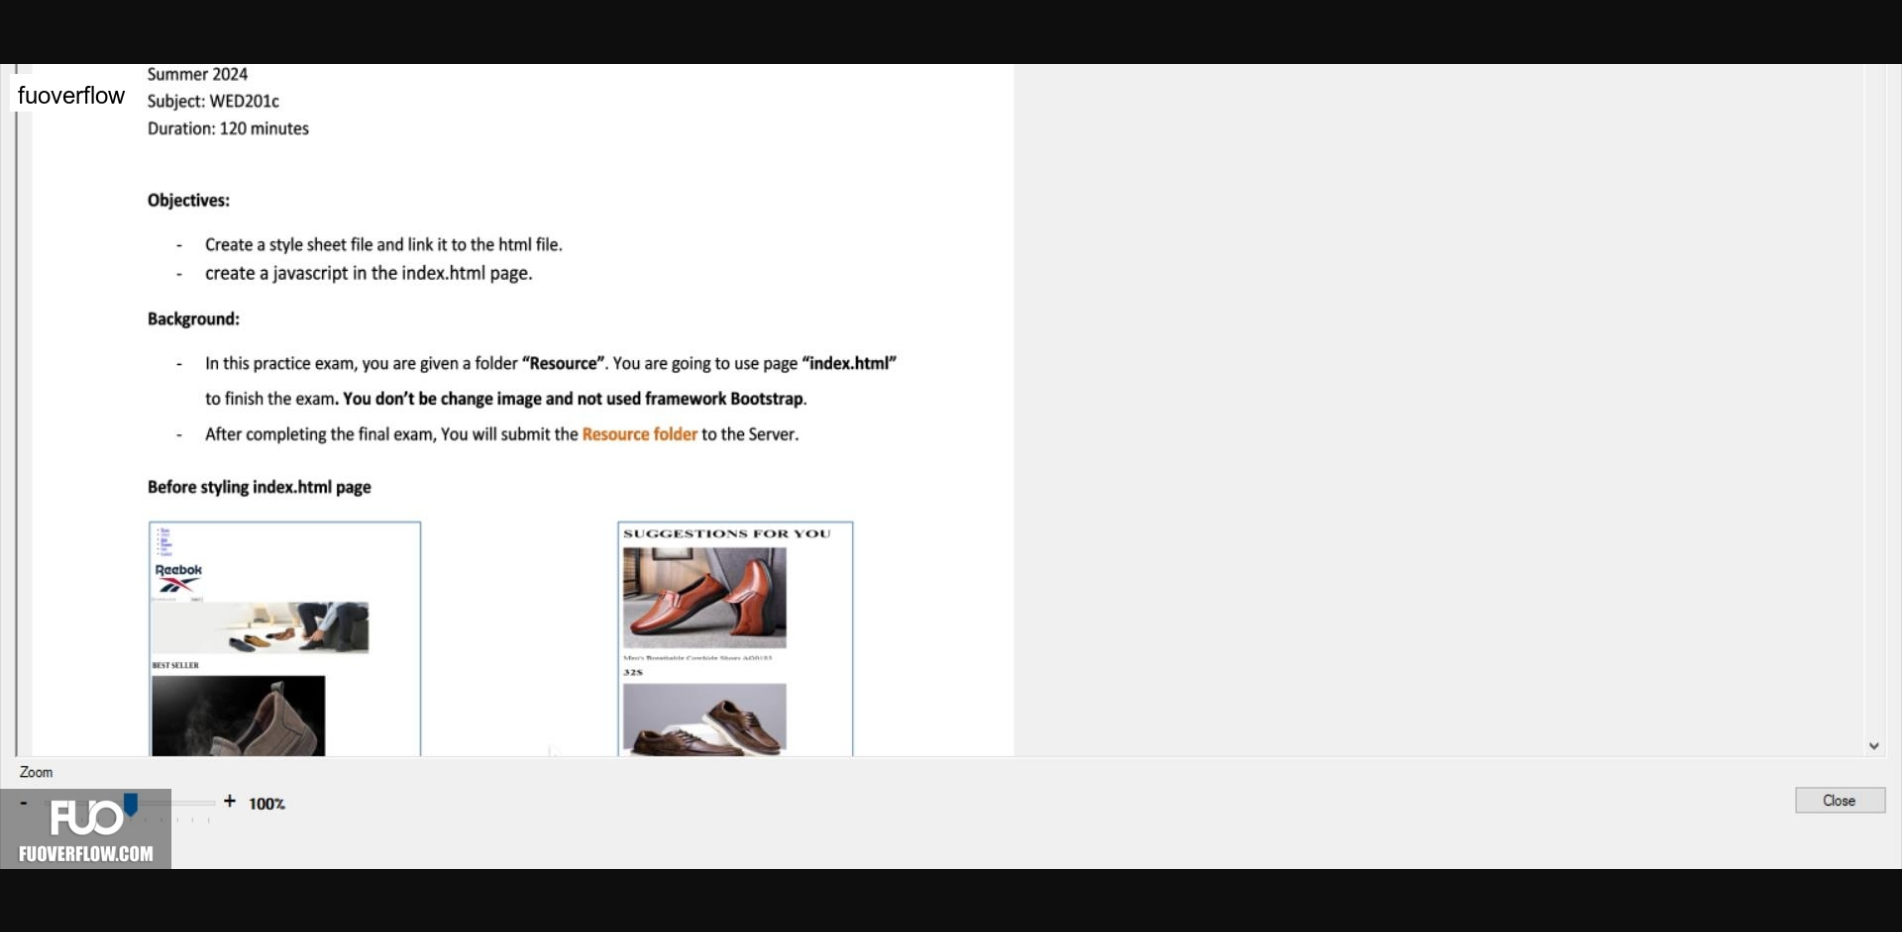 Summer 2024
fuoverflow
Subject: WED201c
Duration: 120 minutes
Objectives:
- Create a style sheet file and link it to the html file.
- create a javascript in the index.html page.
Background:
- In this practice exam, you are given a folder “Resource”. You are going to use page “index.html”
to finish the exam. You don’t be change image and not used framework Bootstrap.
- After completing the final exam, You will submit the Resource folder to the Server.
Before styling index.html page
Reebok
BEST SELLER
SUGGESTIONS FOR YOU
32$
Zoom
- + 100%
Close
FUO
FUOVERFLOW.COM